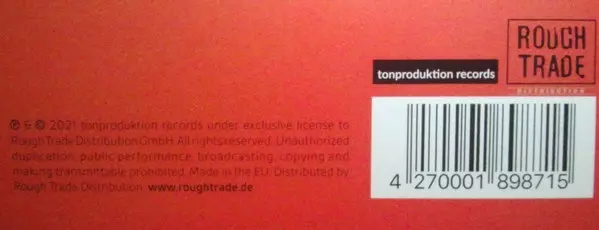 ROUGH
TRADE
DISTRIBUTION
tonproduktion records
℗ & © 2021 tonproduktion records under exclusive license to
Rough Trade Distribution GmbH. All rights reserved. Unauthorized
duplication, public performance, broadcasting, copying and
making transmittable prohibited. Made in the EU. Distributed by
Rough Trade Distribution. www.roughtrade.de
4 270001 898715